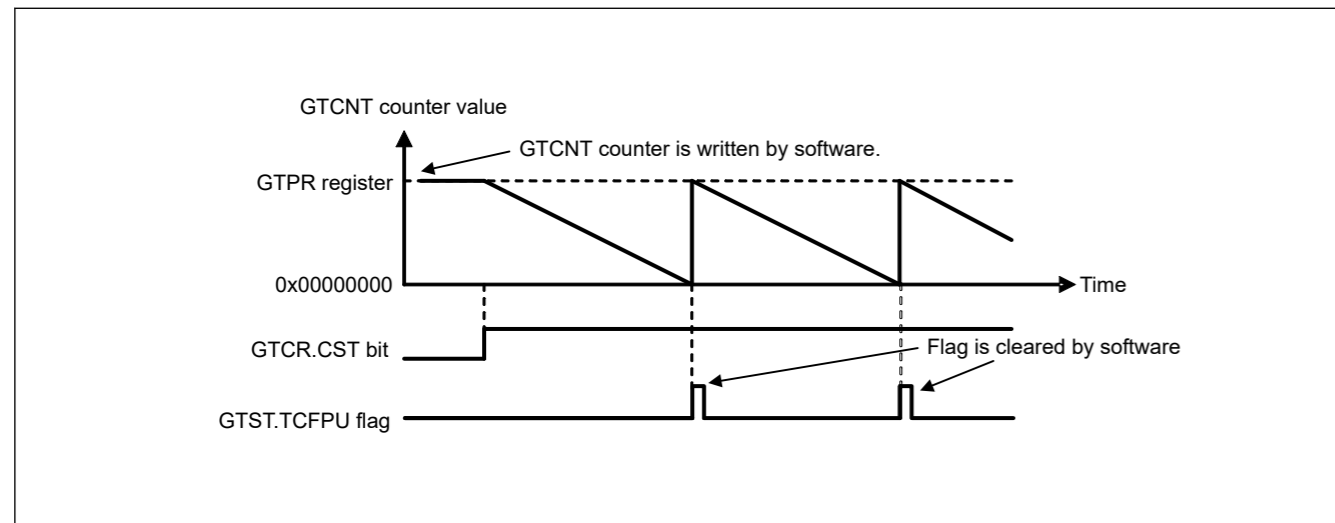 GTCNT counter value
GTCNT counter is written by software.
GTPR register
0x00000000
Time
GTCR.CST bit
Flag is cleared by software
GTST.TCFPU flag